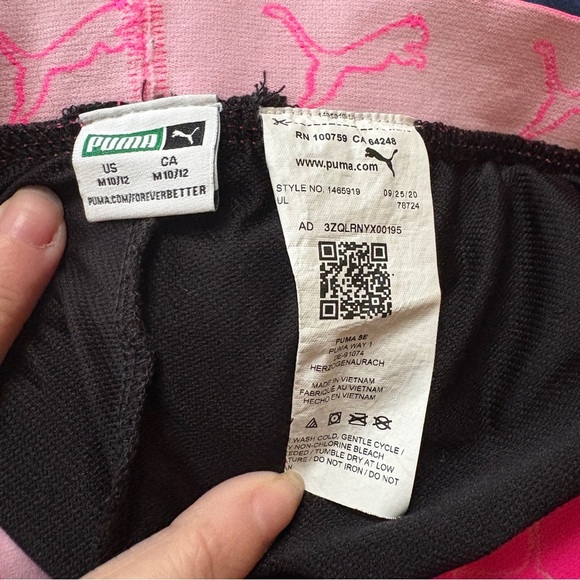 PUMA
US CA
M10/12 M10/12
PUMA.COM/FOREVERBETTER
RN 100759 CA 64248
www.puma.com
STYLE NO. 1465919 09/25/20
UL 78724
AD 3ZQLRNYX00195
PUMA SE
PUMA WAY 1
DE-91074
HERZOGENAURACH
MADE IN VIETNAM
FABRIQUÉ AU VIETNAM
HECHO EN VIETNAM
WASH COLD, GENTLE CYCLE /
NON-CHLORINE BLEACH
/ TUMBLE DRY AT LOW
/ DO NOT IRON / DO NOT